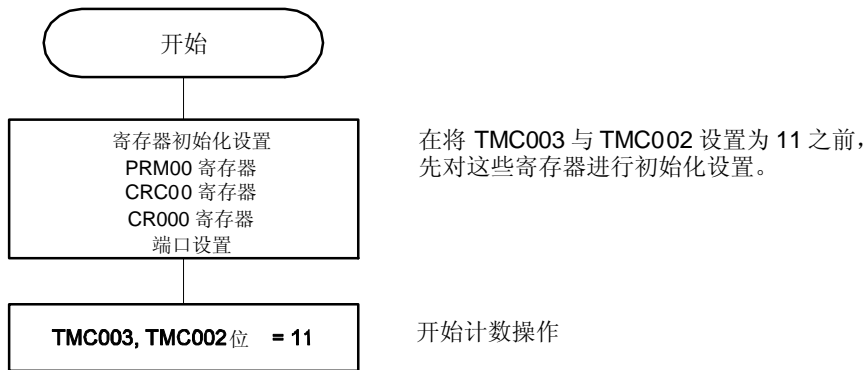 开始
寄存器初始化设置
PRM00 寄存器
CRC00 寄存器
CR000 寄存器
端口设置
在将 TMC003 与 TMC002 设置为 11 之前，
先对这些寄存器进行初始化设置。
TMC003, TMC002位 = 11
开始计数操作